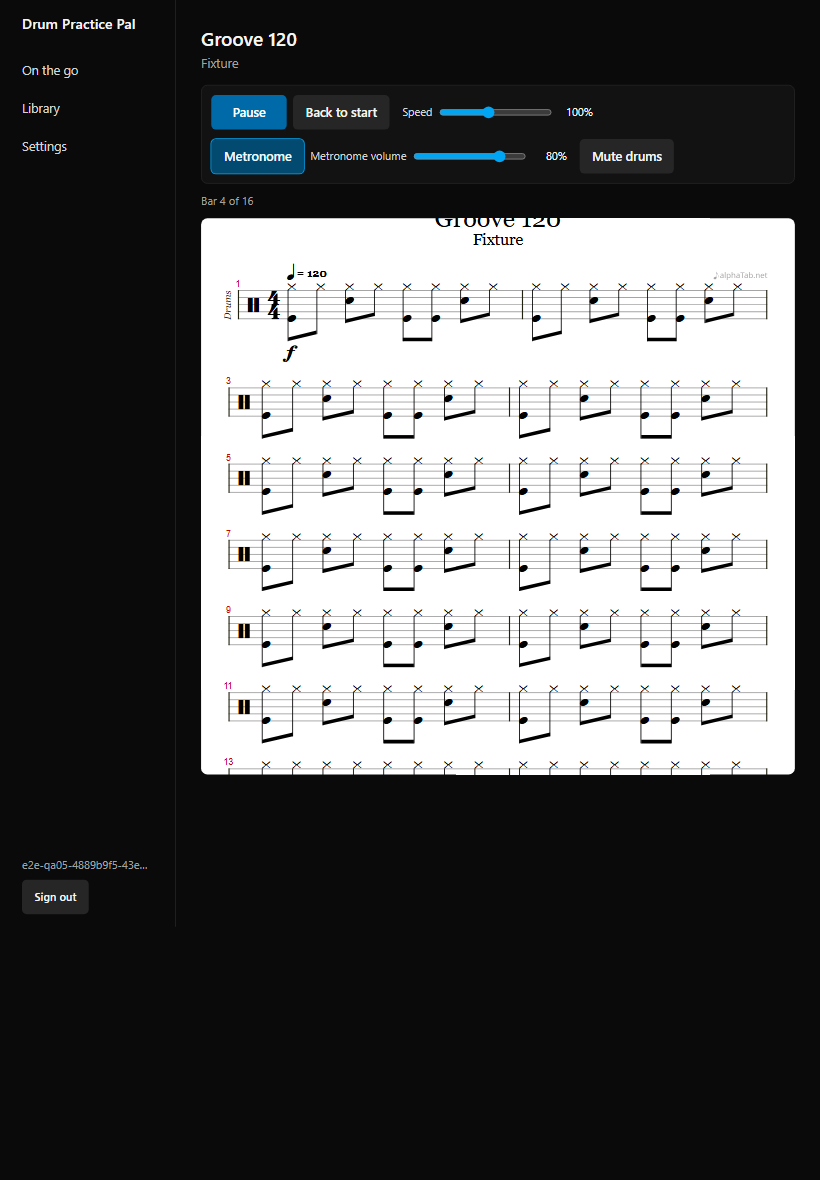 Drum Practice Pal
On the go
Library
Settings
e2e-qa05-4889b9f5-43e...
Sign out
Groove 120
Fixture
Pause
Back to start
Speed
100%
Metronome
Metronome volume
80%
Mute drums
Bar 4 of 16
Groove 120
Fixture
= 120
alphaTab.net
1
Drums
4
4
f
3
5
7
9
11
13